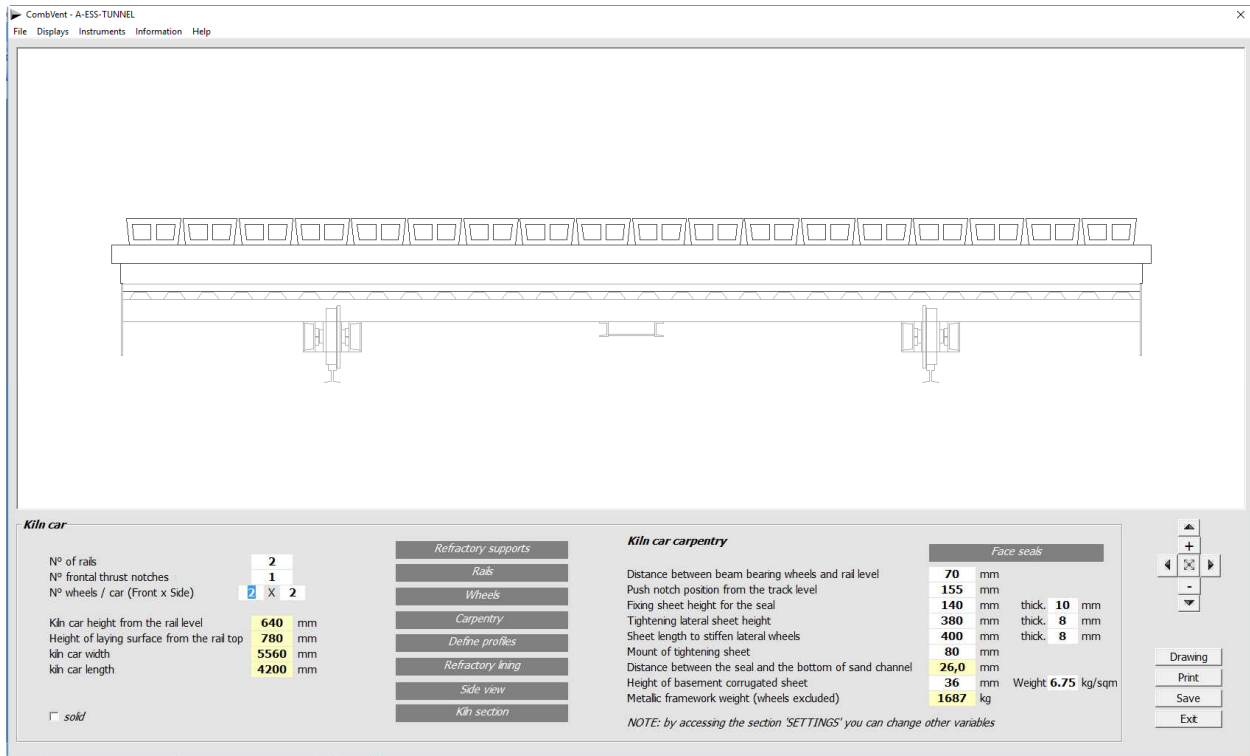 CombVent - A-ESS-TUNNEL
File Displays Instruments Information Help
Kiln car
Nº of rails 2
Nº frontal thrust notches 1
Nº wheels / car (Front x Side) 2 X 2
Kiln car height from the rail level 640 mm
Height of laying surface from the rail top 780 mm
kiln car width 5560 mm
kiln car length 4200 mm
solid
Refractory supports
Rails
Wheels
Carpentry
Define profiles
Refractory lining
Side view
Kiln section
Kiln car carpentry
Face seals
Distance between beam bearing wheels and rail level 70 mm
Push notch position from the track level 155 mm
Fixing sheet height for the seal 140 mm thick. 10 mm
Tightening lateral sheet height 380 mm thick. 8 mm
Sheet length to stiffen lateral wheels 400 mm thick. 8 mm
Mount of tightening sheet 80 mm
Distance between the seal and the bottom of sand channel 26,0 mm
Height of basement corrugated sheet 36 mm Weight 6.75 kg/sqm
Metallic framework weight (wheels excluded) 1687 kg
NOTE: by accessing the section 'SETTINGS' you can change other variables
+
-
Drawing
Print
Save
Exit